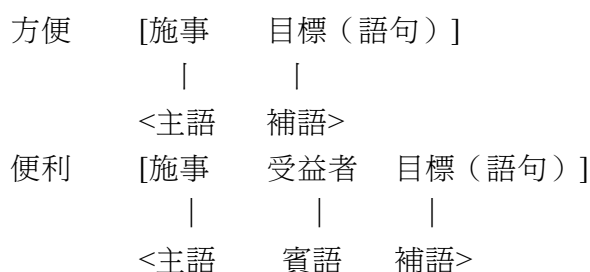 方便 [施事 目標（語句）]
| |
<主語 補語>
便利 [施事 受益者 目標（語句）]
| | |
<主語 賓語 補語>